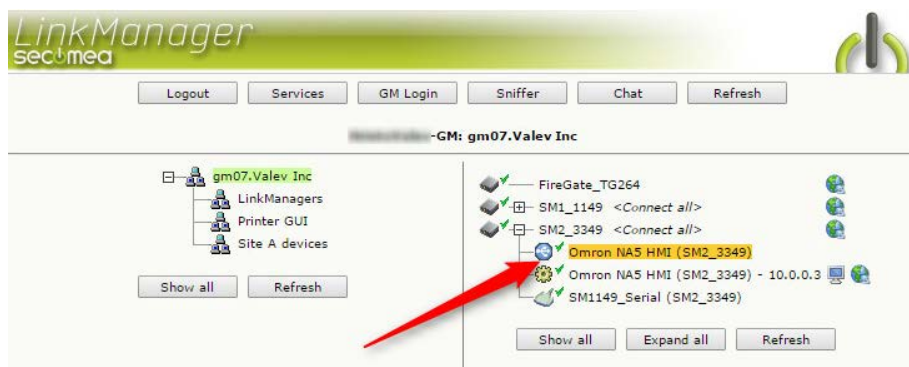 LinkManager
secomea
Logout Services GM Login Sniffer Chat Refresh
-GM: gm07.Valev Inc
gm07.Valev Inc
LinkManagers
Printer GUI
Site A devices
Show all Refresh
FireGate_TG264
SM1_1149 <Connect all>
SM2_3349 <Connect all>
Omron NA5 HMI (SM2_3349)
Omron NA5 HMI (SM2_3349) - 10.0.0.3
SM1149_Serial (SM2_3349)
Show all Expand all Refresh